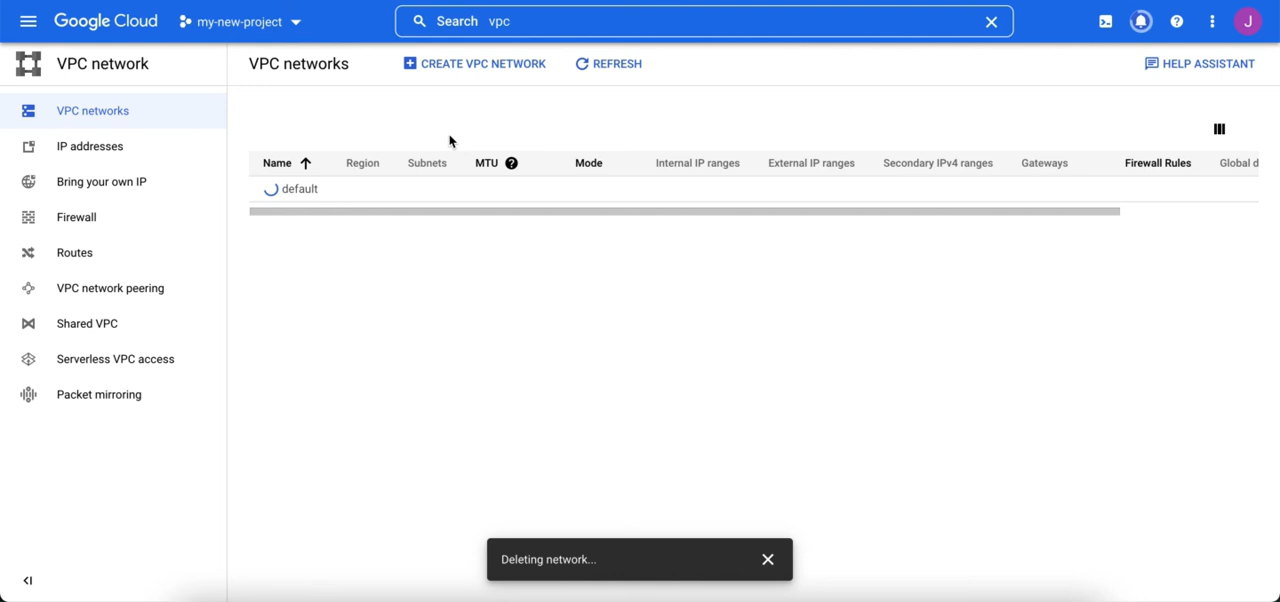 Google Cloud my-new-project Search vpc J
VPC network
VPC networks CREATE VPC NETWORK REFRESH HELP ASSISTANT
VPC networks
IP addresses
Bring your own IP
Firewall
Routes
VPC network peering
Shared VPC
Serverless VPC access
Packet mirroring
Name Region Subnets MTU Mode Internal IP ranges External IP ranges Secondary IPv4 ranges Gateways Firewall Rules Global d
default
Deleting network...